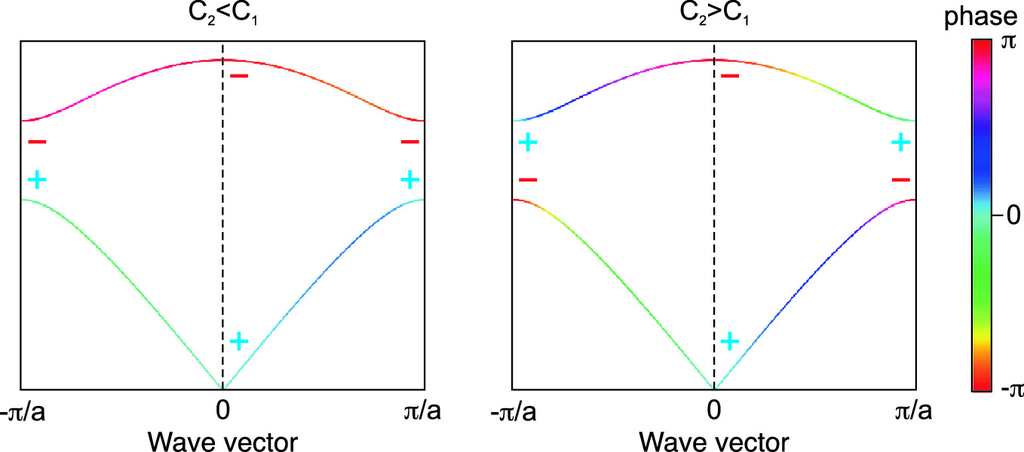 C₂<C₁
C₂>C₁
phase
π
−
−
−
+
+
+
−
+
+
−
−
+
0
-π
-π/a
0
π/a
-π/a
0
π/a
Wave vector
Wave vector